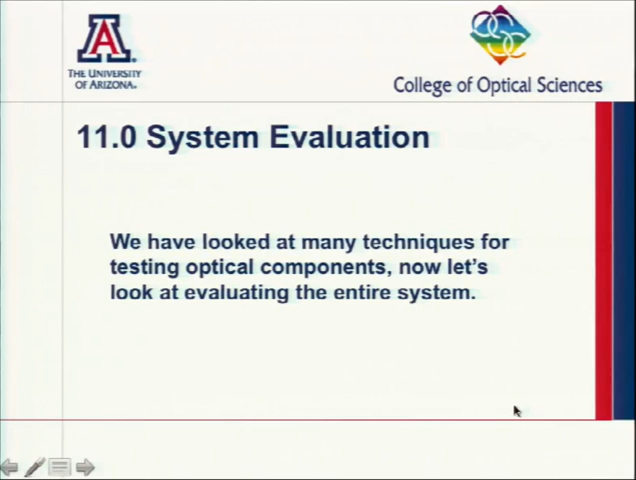 A
THE UNIVERSITY
OF ARIZONA.
College of Optical Sciences
11.0 System Evaluation
We have looked at many techniques for
testing optical components, now let's
look at evaluating the entire system.